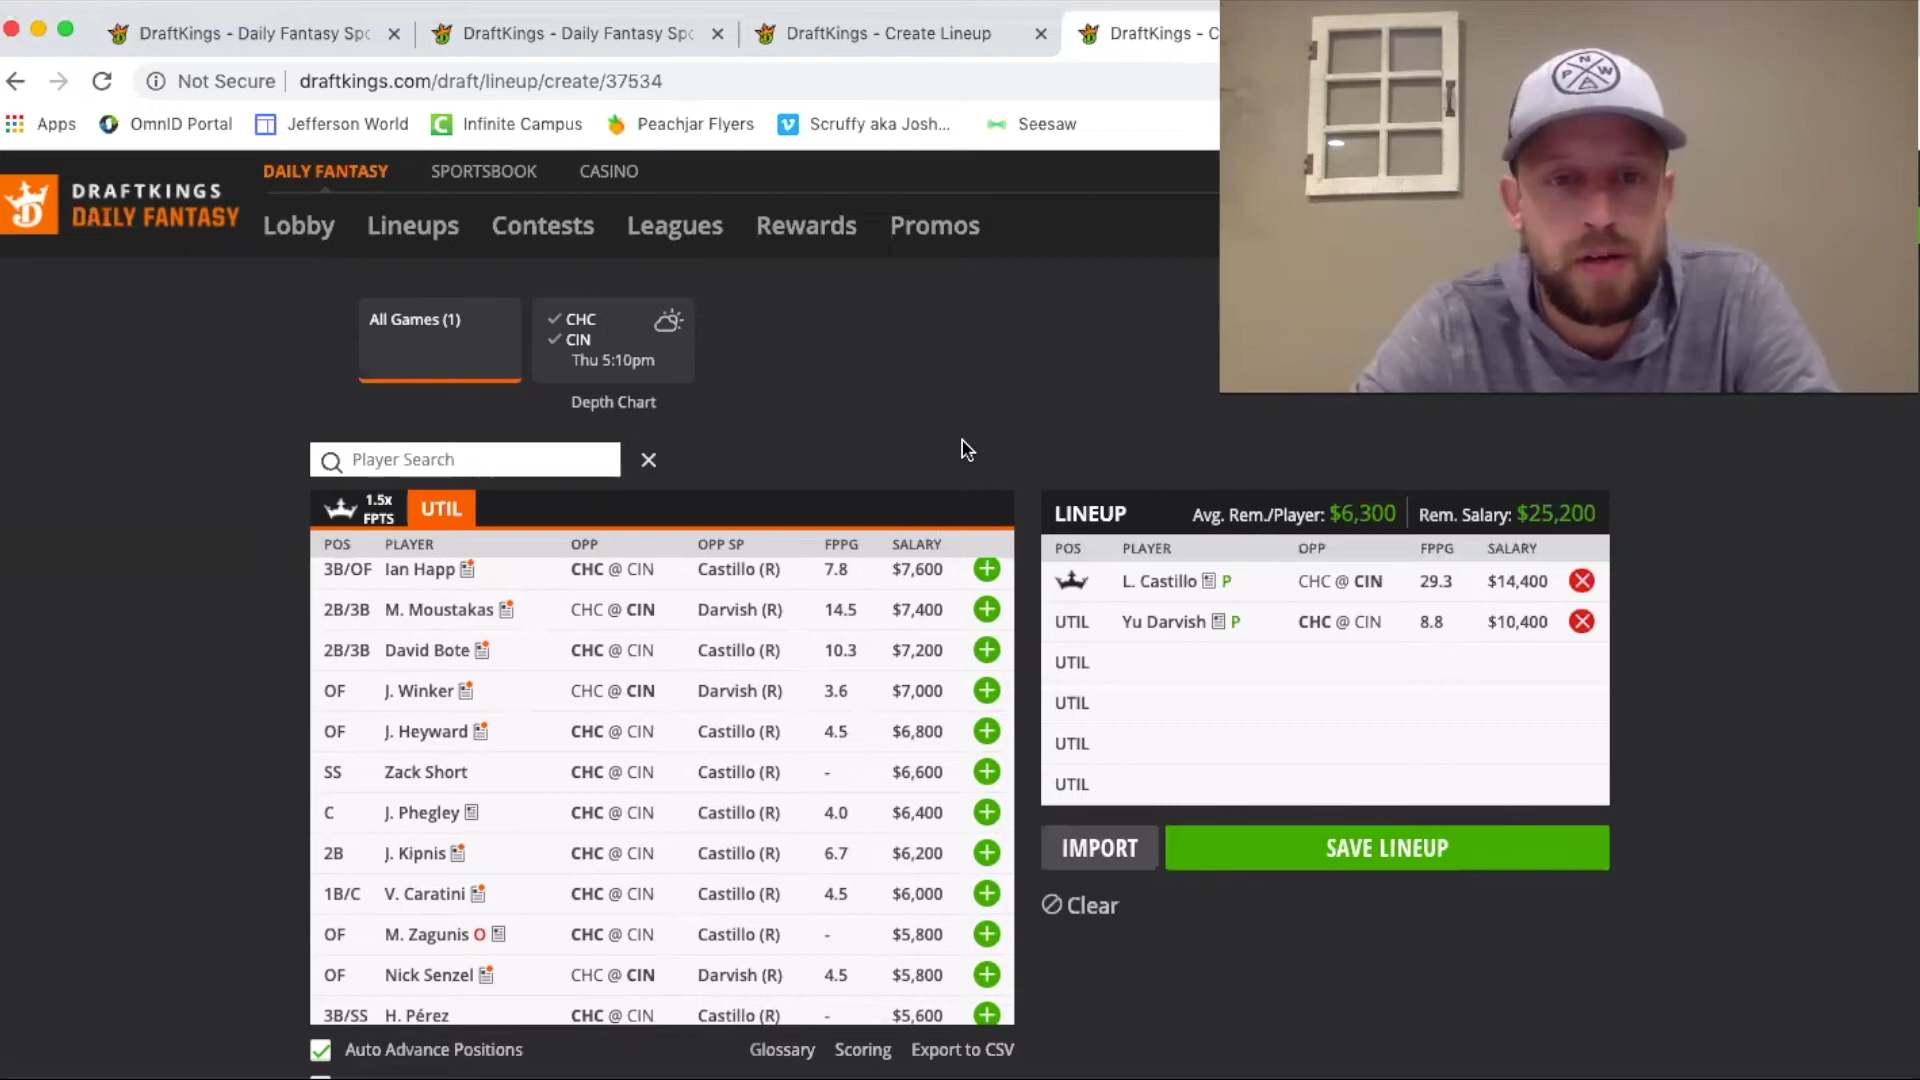 DraftKings - Daily Fantasy Spo
DraftKings - Daily Fantasy Spo
DraftKings - Create Lineup
DraftKings - C
Not Secure
draftkings.com/draft/lineup/create/37534
Apps
OmnID Portal
Jefferson World
Infinite Campus
Peachjar Flyers
Scruffy aka Josh...
Seesaw
P N W
DAILY FANTASY
SPORTSBOOK
CASINO
DRAFTKINGS
DAILY FANTASY
Lobby
Lineups
Contests
Leagues
Rewards
Promos
All Games (1)
CHC
CIN
Thu 5:10pm
Depth Chart
Player Search
1.5x
FPTS
UTIL
POS PLAYER OPP OPP SP FPPG SALARY
3B/OF Ian Happ CHC @ CIN Castillo (R) 7.8 $7,600
2B/3B M. Moustakas CHC @ CIN Darvish (R) 14.5 $7,400
2B/3B David Bote CHC @ CIN Castillo (R) 10.3 $7,200
OF J. Winker CHC @ CIN Darvish (R) 3.6 $7,000
OF J. Heyward CHC @ CIN Castillo (R) 4.5 $6,800
SS Zack Short CHC @ CIN Castillo (R) - $6,600
C J. Phegley CHC @ CIN Castillo (R) 4.0 $6,400
2B J. Kipnis CHC @ CIN Castillo (R) 6.7 $6,200
1B/C V. Caratini CHC @ CIN Castillo (R) 4.5 $6,000
OF M. Zagunis O CHC @ CIN Castillo (R) - $5,800
OF Nick Senzel CHC @ CIN Darvish (R) 4.5 $5,800
3B/SS H. Pérez CHC @ CIN Castillo (R) - $5,600
Auto Advance Positions
Glossary
Scoring
Export to CSV
LINEUP
Avg. Rem./Player: $6,300
Rem. Salary: $25,200
POS PLAYER OPP FPPG SALARY
L. Castillo P CHC @ CIN 29.3 $14,400
UTIL Yu Darvish P CHC @ CIN 8.8 $10,400
UTIL
UTIL
UTIL
UTIL
IMPORT
SAVE LINEUP
Clear